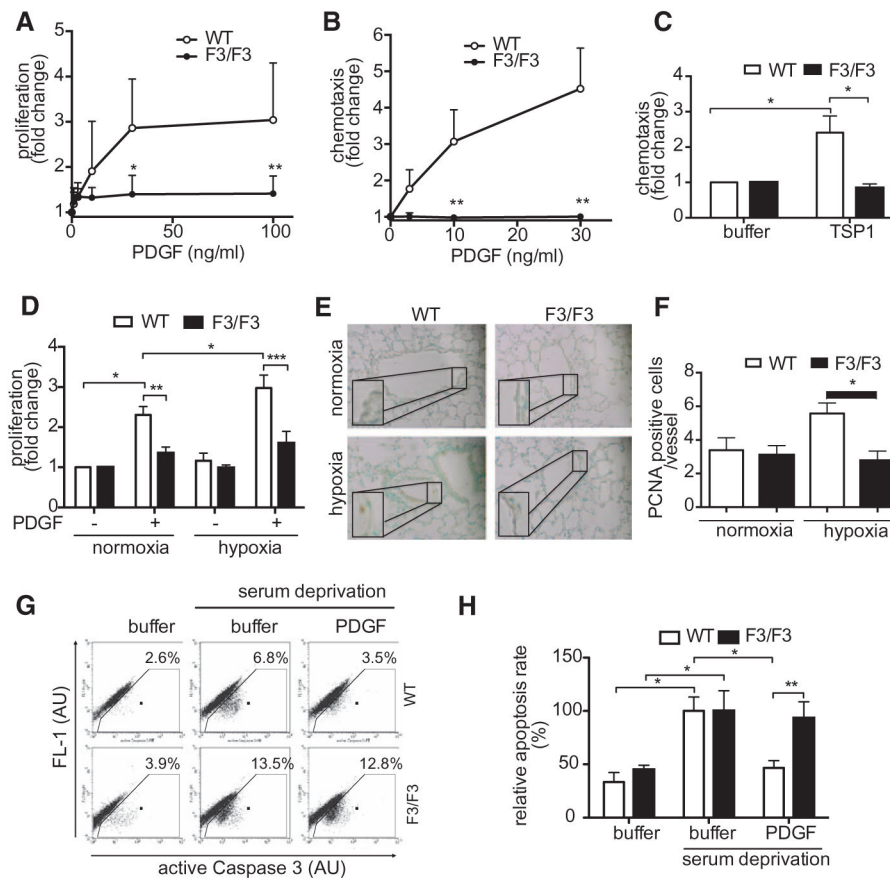 A
WT
F3/F3
proliferation
(fold change)
5
4
3
2
1
0
50
100
PDGF (ng/ml)
*
**
B
WT
F3/F3
chemotaxis
(fold change)
6
5
4
3
2
1
0
10
20
30
PDGF (ng/ml)
**
**
C
WT F3/F3
chemotaxis
(fold change)
4
3
2
1
0
*
*
buffer TSP1
D
WT F3/F3
proliferation
(fold change)
4
3
2
1
0
*
**
*
***
PDGF - + - +
normoxia hypoxia
E
WT F3/F3
normoxia
hypoxia
F
WT F3/F3
PCNA positive cells
/vessel
8
6
4
2
0
*
normoxia hypoxia
G
serum deprivation
buffer buffer PDGF
2.6% 6.8% 3.5%
WT
3.9% 13.5% 12.8%
F3/F3
FL-1 (AU)
active Caspase 3 (AU)
H
WT F3/F3
relative apoptosis rate
(%)
150
100
50
0
*
*
*
**
buffer buffer PDGF
serum deprivation